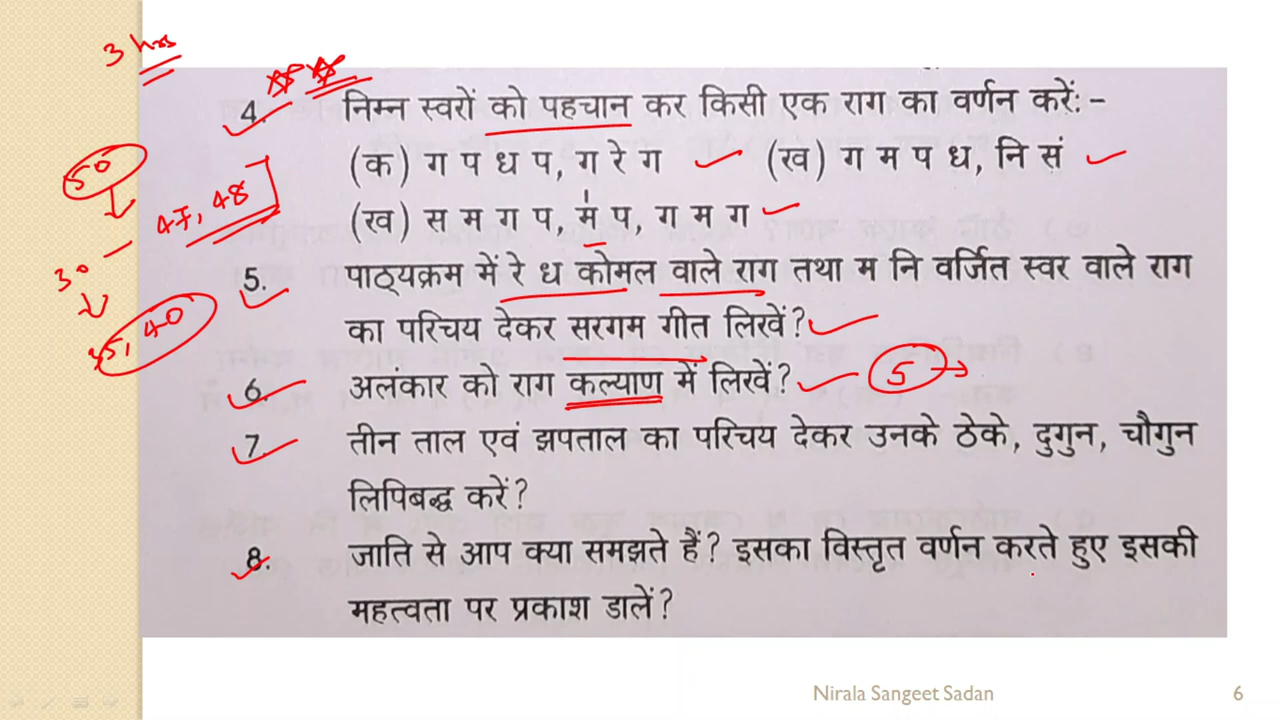 3 hrs
4. निम्न स्वरों को पहचान कर किसी एक राग का वर्णन करें:-
(क) ग प ध प, ग रे ग (ख) ग म प ध, नि सं
50
47, 48
(ख) स म ग प, म॑ प, ग म ग
30
35, 40
5. पाठ्यक्रम में रे ध कोमल वाले राग तथा म नि वर्जित स्वर वाले राग
का परिचय देकर सरगम गीत लिखें?
6. अलंकार को राग कल्याण में लिखें? 5
7. तीन ताल एवं झपताल का परिचय देकर उनके ठेके, दुगुन, चौगुन
लिपिबद्ध करें?
8. जाति से आप क्या समझते हैं? इसका विस्तृत वर्णन करते हुए इसकी
महत्वता पर प्रकाश डालें?
Nirala Sangeet Sadan 6